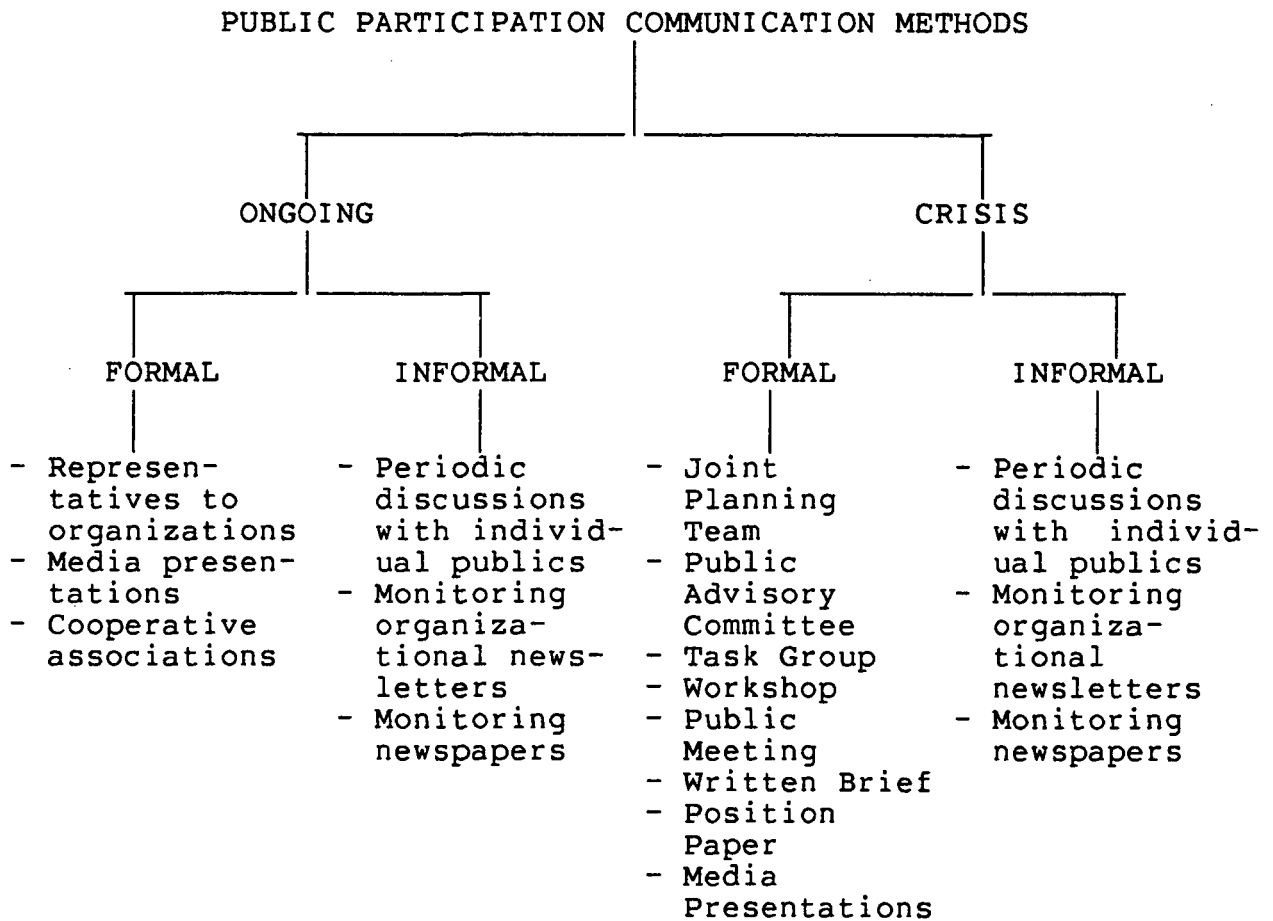 PUBLIC PARTICIPATION COMMUNICATION METHODS
ONGOING
CRISIS
FORMAL
INFORMAL
FORMAL
INFORMAL
- Represen-
tatives to
organizations
- Media presen-
tations
- Cooperative
associations
- Periodic
discussions
with individ-
ual publics
- Monitoring
organiza-
tional news-
letters
- Monitoring
newspapers
- Joint
Planning
Team
- Public
Advisory
Committee
- Task Group
- Workshop
- Public
Meeting
- Written Brief
- Position
Paper
- Media
Presentations
- Periodic
discussions
with individ-
ual publics
- Monitoring
organiza-
tional
newsletters
- Monitoring
newspapers